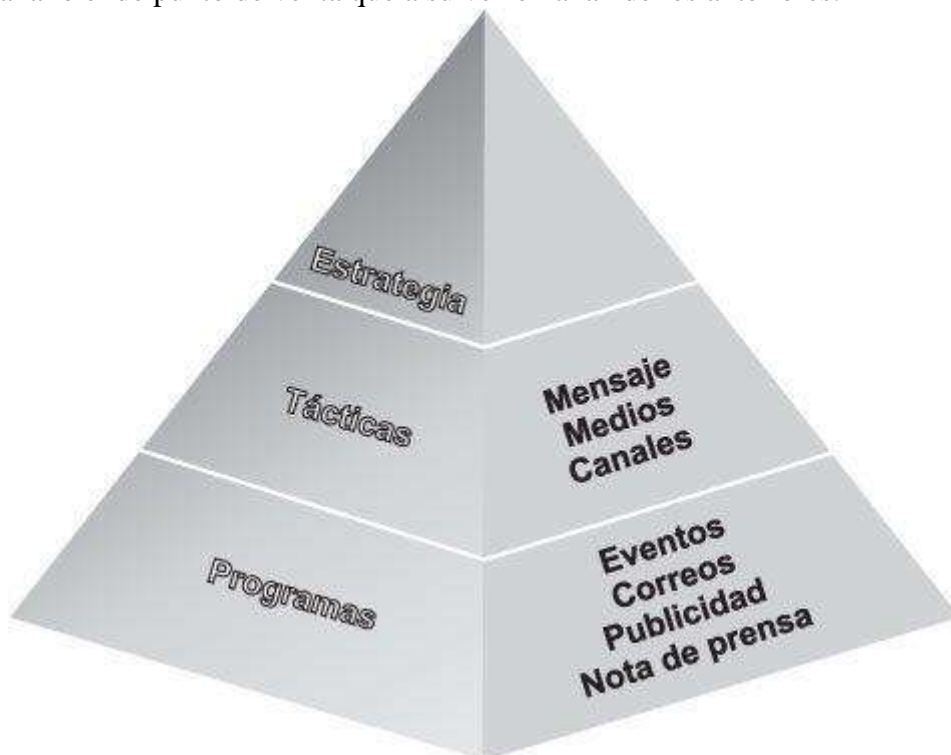 Estrategia
Tácticas
Mensaje
Medios
Canales
Programas
Eventos
Correos
Publicidad
Nota de prensa